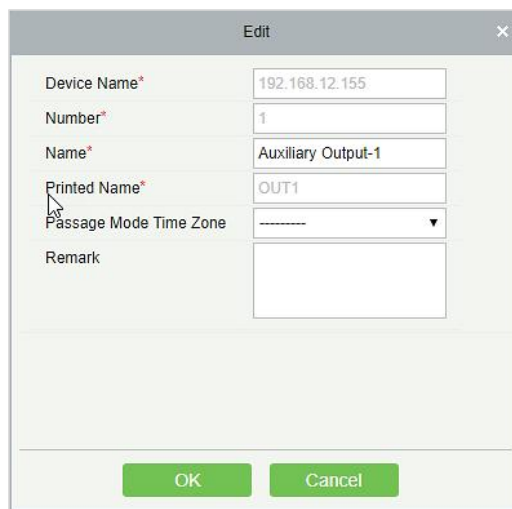 Edit ×
Device Name* 192.168.12.155
Number* 1
Name* Auxiliary Output-1
Printed Name* OUT1
Passage Mode Time Zone --------- ▼
Remark
OK Cancel